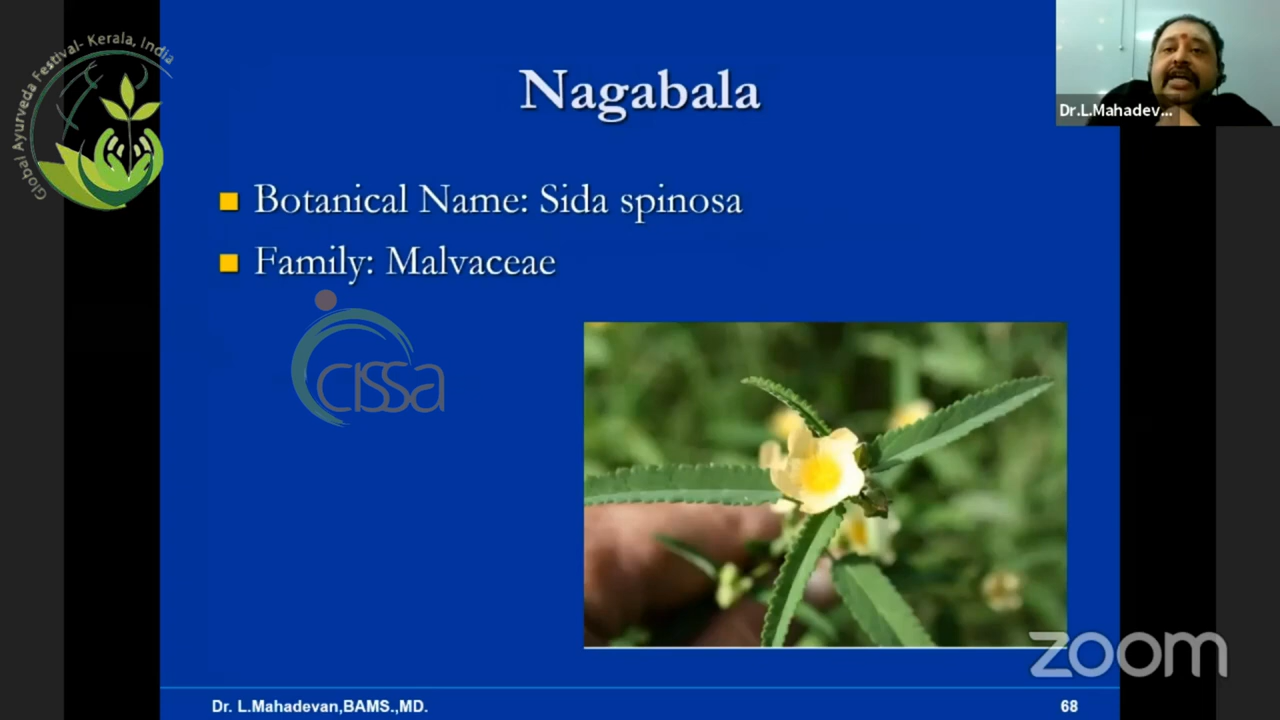 Global Ayurveda Festival- Kerala, India
Nagabala
Dr.L.Mahadev...
Botanical Name: Sida spinosa
Family: Malvaceae
cissa
zoom
Dr. L.Mahadevan,BAMS.,MD.
68